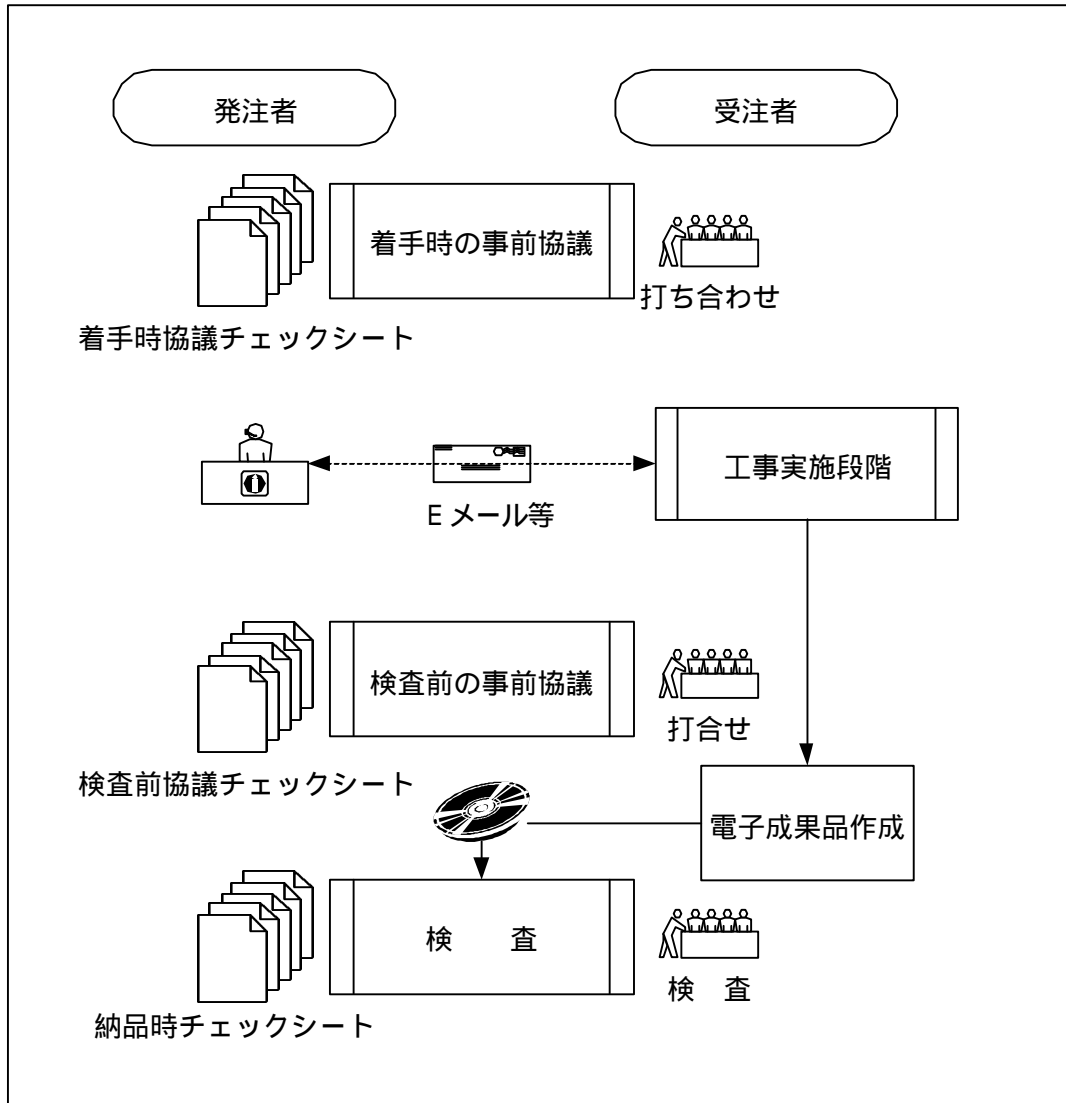 発注者
受注者
着手時の事前協議
打ち合わせ
着手時協議チェックシート
工事実施段階
Eメール等
検査前の事前協議
打合せ
検査前協議チェックシート
電子成果品作成
検　査
検　査
納品時チェックシート